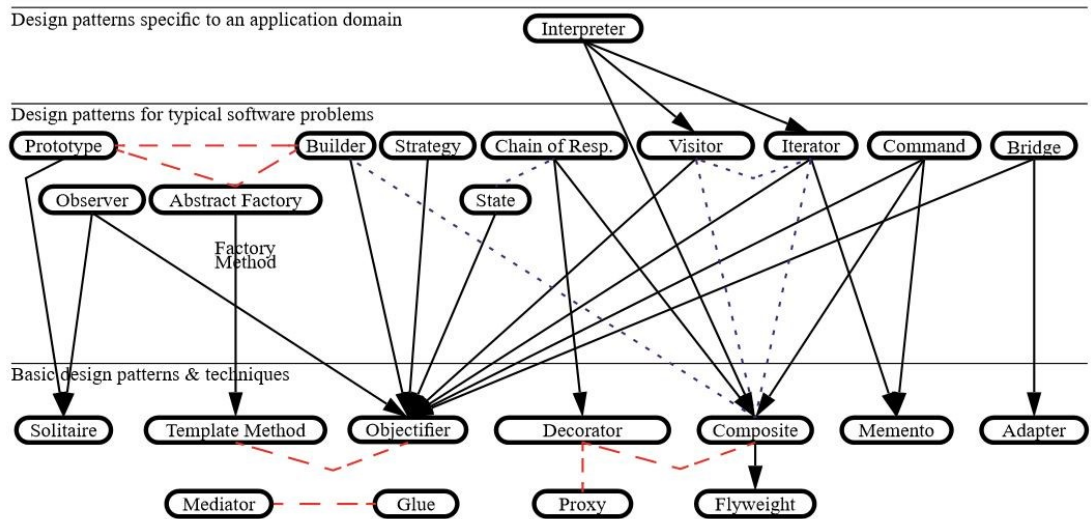 Design patterns specific to an application domain
Interpreter
Design patterns for typical software problems
Prototype
Builder
Strategy
Chain of Resp.
Visitor
Iterator
Command
Bridge
Observer
Abstract Factory
State
Factory
Method
Basic design patterns & techniques
Solitaire
Template Method
Objectifier
Decorator
Composite
Memento
Adapter
Mediator
Glue
Proxy
Flyweight